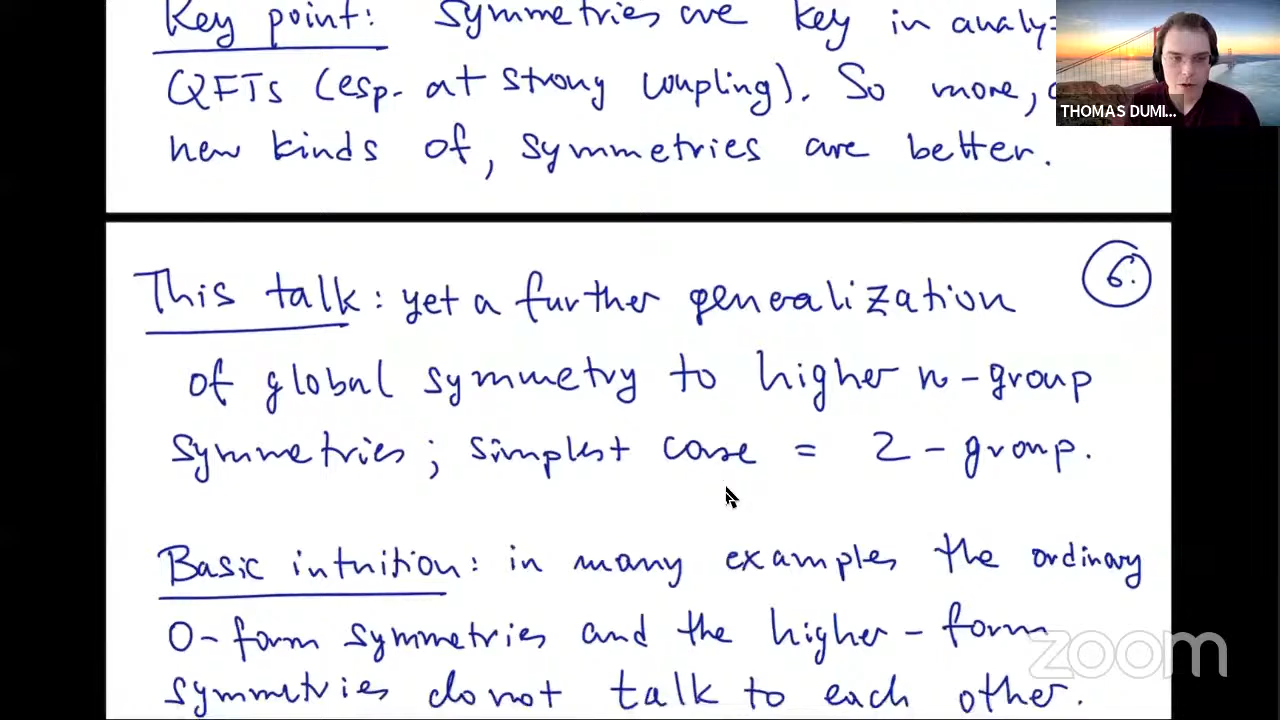 Key point: Symmetries are key in analy
QFTs (esp. at strong coupling). So more,
new kinds of, symmetries are better.
THOMAS DUMI...
6.
This talk: yet a further generalization
of global symmetry to higher n-group
symmetries; simplest case = 2-group.
Basic intuition: in many examples the ordinary
0-form symmetries and the higher-form
symmetries do not talk to each other.
zoom